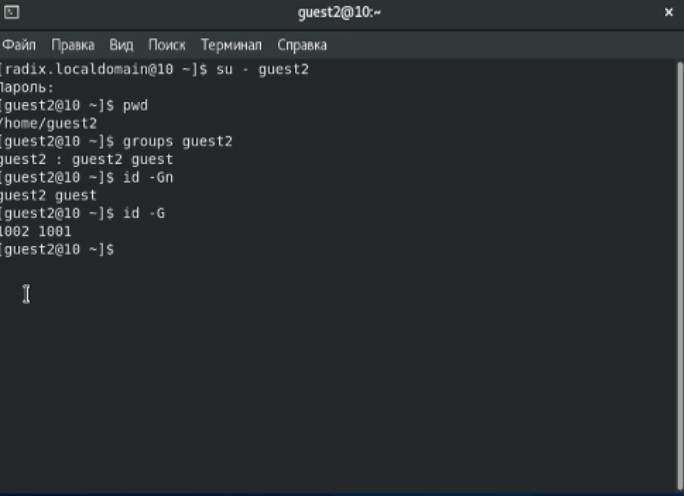 guest2@10:~
Файл Правка Вид Поиск Терминал Справка
[radix.localdomain@10 ~]$ su - guest2
Пароль:
[guest2@10 ~]$ pwd
/home/guest2
[guest2@10 ~]$ groups guest2
guest2 : guest2 guest
[guest2@10 ~]$ id -Gn
guest2 guest
[guest2@10 ~]$ id -G
1002 1001
[guest2@10 ~]$